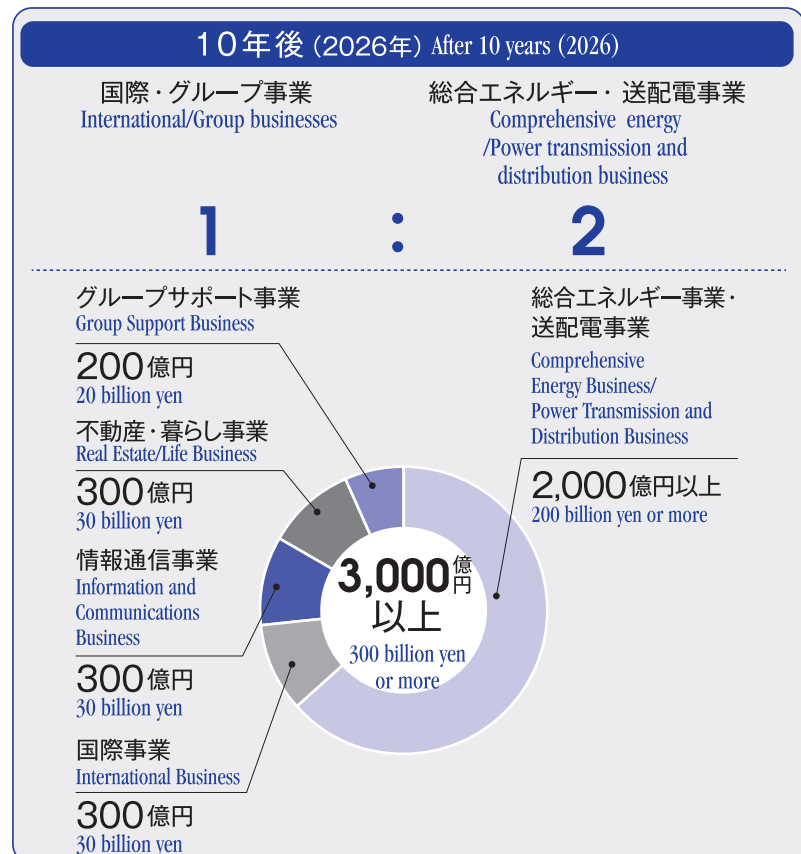 10年後（2026年）After 10 years (2026)
国際・グループ事業
International/Group businesses
総合エネルギー・ 送配電事業
Comprehensive energy
/Power transmission and
distribution business
1 : 2
グループサポート事業
Group Support Business
200億円
20 billion yen
不動産・暮らし事業
Real Estate/Life Business
300億円
30 billion yen
情報通信事業
Information and
Communications
Business
300億円
30 billion yen
国際事業
International Business
300億円
30 billion yen
総合エネルギー事業・
送配電事業
Comprehensive
Energy Business/
Power Transmission and
Distribution Business
2,000億円以上
200 billion yen or more
3,000億円
以上
300 billion yen
or more